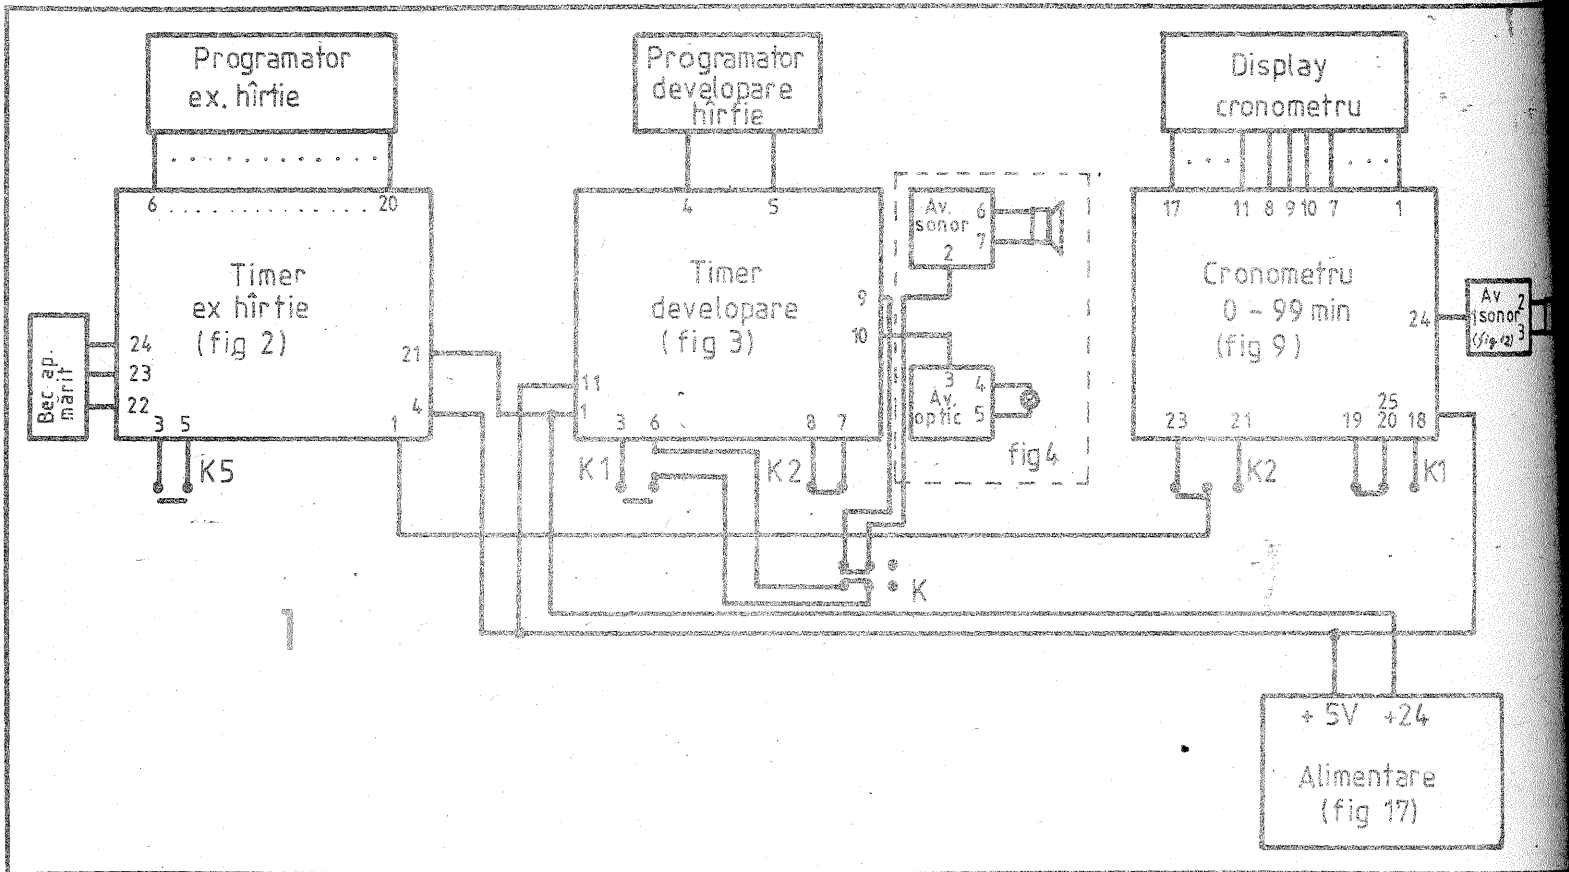 Programator
ex. hîrtie
6 . . . . . . . . . . . . . . 20
Timer
ex hîrtie
(fig 2)
Bec ap.
mărit
24
23
22
21
4
1
3 5
K5
Programator
developare
hîrtie
4 5
Timer
developare
(fig 3)
9
10
11
1
3 6
8 7
K1
K2
Av.
sonor
6
7
2
3
Av.
optic
4
5
fig 4
K
Display
cronometru
17 11 8 9 10 7 1
Cronometru
0 - 99 min
(fig 9)
24
Av
sonor
(fig. 12)
2
3
23 21 19
25
20 18
K2
K1
1
+ 5V +24
Alimentare
(fig 17)